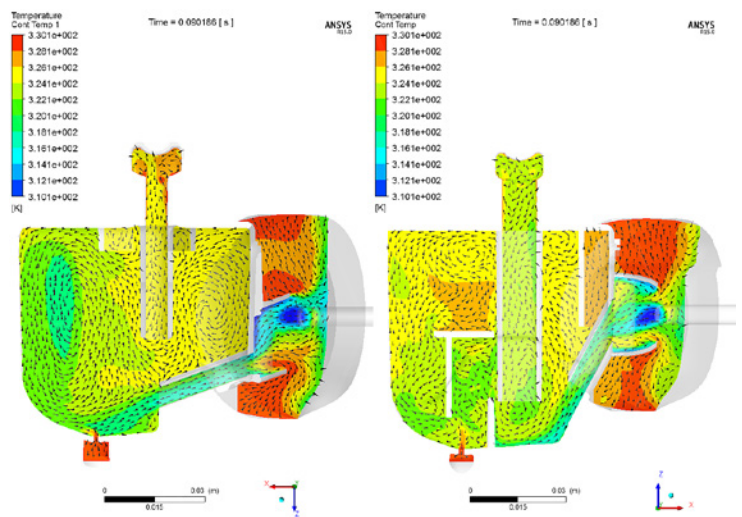 Temperature
Cont Temp 1
3.301e+002
3.281e+002
3.261e+002
3.241e+002
3.221e+002
3.201e+002
3.181e+002
3.161e+002
3.141e+002
3.121e+002
3.101e+002
[K]
Time = 0.090186 [ s ]
ANSYS
R15.0
0
0.03 (m)
0.015
X
Z
Temperature
Cont Temp
3.301e+002
3.281e+002
3.261e+002
3.241e+002
3.221e+002
3.201e+002
3.181e+002
3.161e+002
3.141e+002
3.121e+002
3.101e+002
[K]
Time = 0.090186 [ s ]
ANSYS
R15.0
0
0.03 (m)
0.015
Z
X